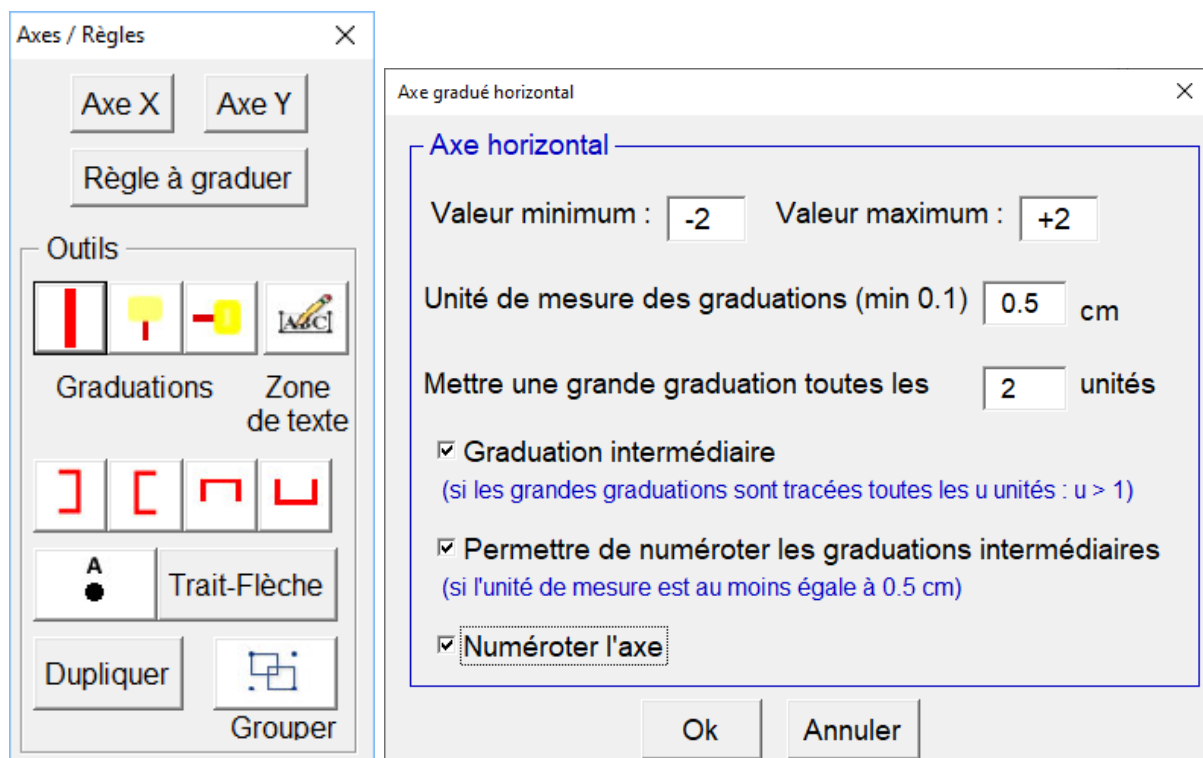 Axes / Règles
Axe X Axe Y
Règle à graduer
Outils
ABC
Graduations Zone
de texte
A
Trait-Flèche
Dupliquer
Grouper
Axe gradué horizontal
Axe horizontal
Valeur minimum : -2 Valeur maximum : +2
Unité de mesure des graduations (min 0.1) 0.5 cm
Mettre une grande graduation toutes les 2 unités
Graduation intermédiaire
(si les grandes graduations sont tracées toutes les u unités : u > 1)
Permettre de numéroter les graduations intermédiaires
(si l'unité de mesure est au moins égale à 0.5 cm)
Numéroter l'axe
Ok Annuler